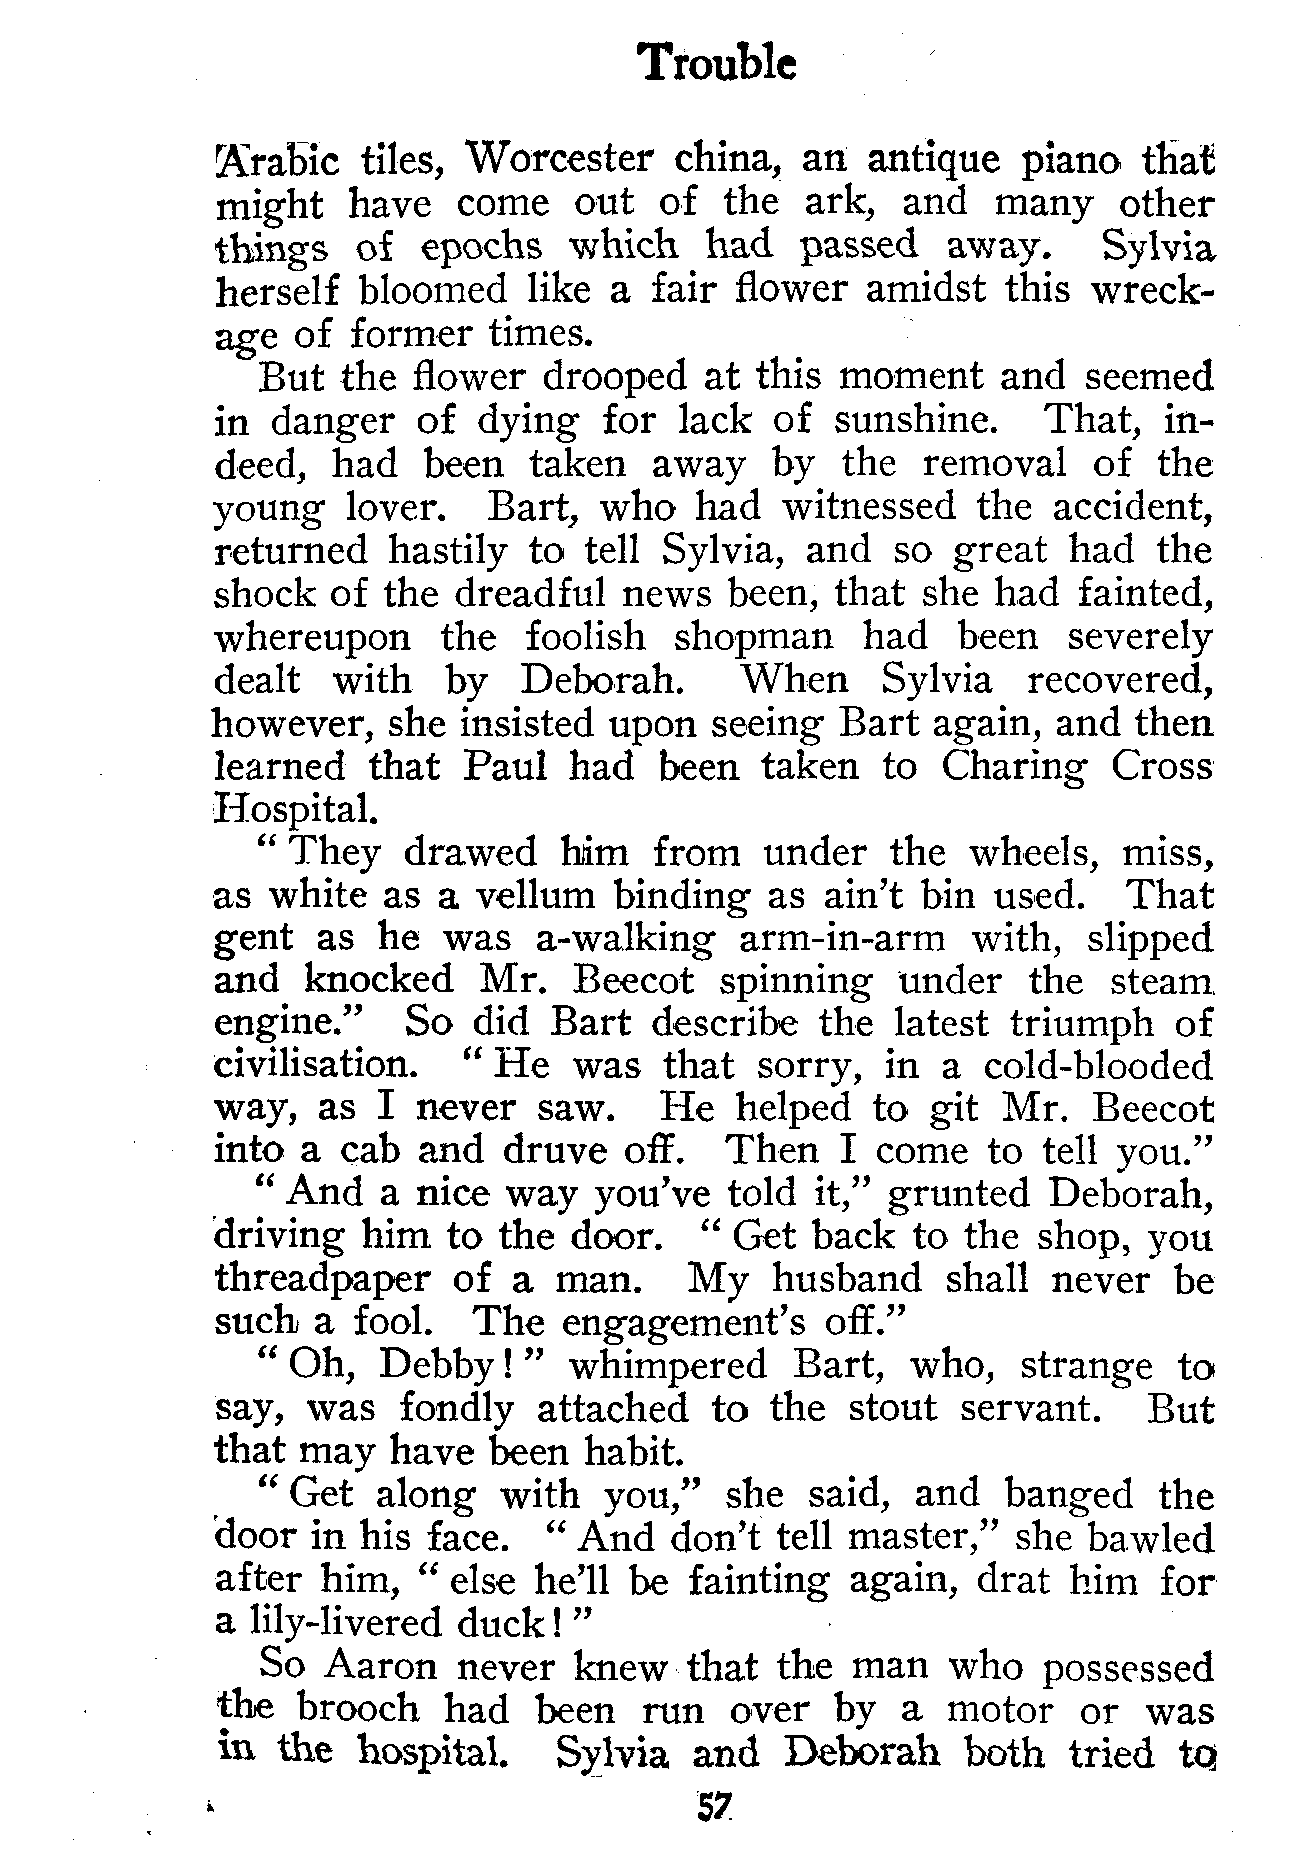 Trouble
Arabic tiles, Worcester china, an antique piano that
might have come out of the ark, and many other
things of epochs which had passed away. Sylvia
herself bloomed like a fair flower amidst this wreck-
age of former times.
But the flower drooped at this moment and seemed
in danger of dying for lack of sunshine. That, in-
deed, had been taken away by the removal of the
young lover. Bart, who had witnessed the accident,
returned hastily to tell Sylvia, and so great had the
shock of the dreadful news been, that she had fainted,
whereupon the foolish shopman had been severely
dealt with by Deborah. When Sylvia recovered,
however, she insisted upon seeing Bart again, and then
learned that Paul had been taken to Charing Cross
Hospital.
“ They drawed him from under the wheels, miss,
as white as a vellum binding as ain’t bin used. That
gent as he was a-walking arm-in-arm with, slipped
and knocked Mr. Beecot spinning under the steam
engine.” So did Bart describe the latest triumph of
civilisation. “ He was that sorry, in a cold-blooded
way, as I never saw. He helped to git Mr. Beecot
into a cab and druve off. Then I come to tell you.”
“ And a nice way you’ve told it,” grunted Deborah,
driving him to the door. “ Get back to the shop, you
threadpaper of a man. My husband shall never be
such a fool. The engagement’s off.”
“ Oh, Debby! ” whimpered Bart, who, strange to
say, was fondly attached to the stout servant. But
that may have been habit.
“ Get along with you,” she said, and banged the
door in his face. “ And don’t tell master,” she bawled
after him, “ else he’ll be fainting again, drat him for
a lily-livered duck! ”
So Aaron never knew that the man who possessed
the brooch had been run over by a motor or was
in the hospital. Sylvia and Deborah both tried to
57